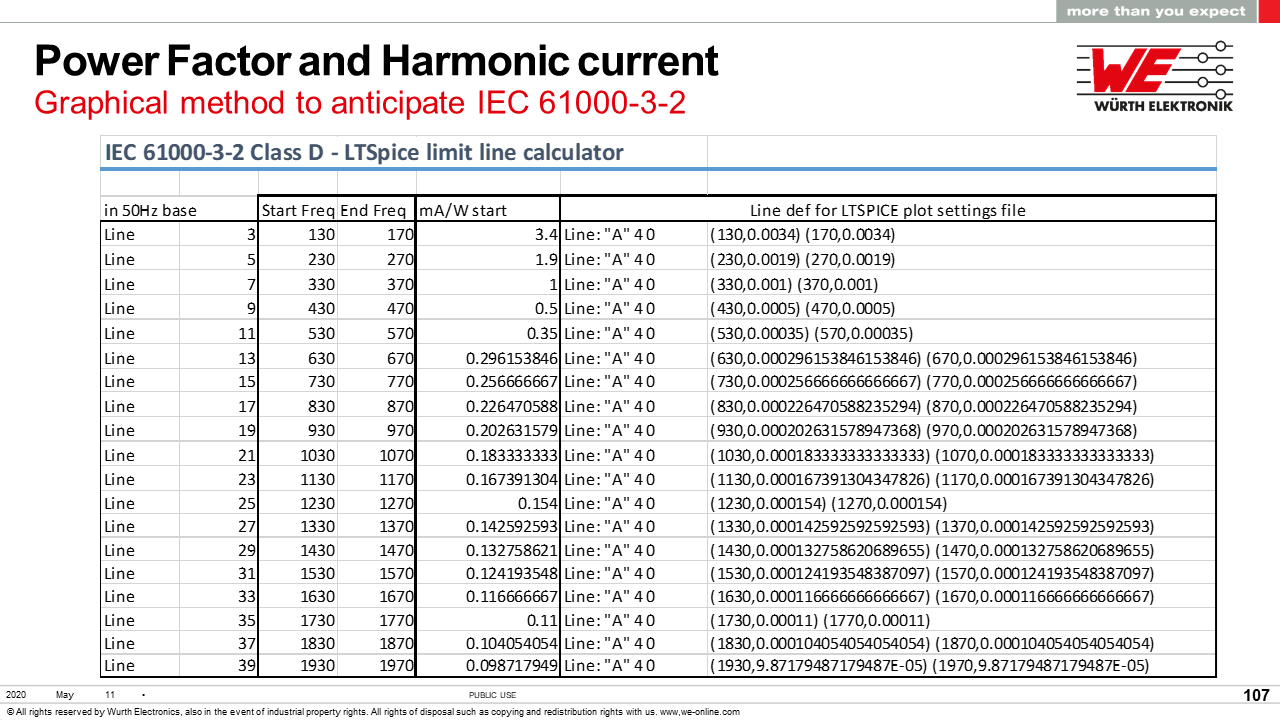 more than you expect
Power Factor and Harmonic current
Graphical method to anticipate IEC 61000-3-2
WE
WÜRTH ELEKTRONIK
IEC 61000-3-2 Class D - LTSpice limit line calculator
in 50Hz base Start Freq End Freq mA/W start Line def for LTSPICE plot settings file
Line 3 130 170 3.4 Line: "A" 4 0 (130,0.0034) (170,0.0034)
Line 5 230 270 1.9 Line: "A" 4 0 (230,0.0019) (270,0.0019)
Line 7 330 370 1 Line: "A" 4 0 (330,0.001) (370,0.001)
Line 9 430 470 0.5 Line: "A" 4 0 (430,0.0005) (470,0.0005)
Line 11 530 570 0.35 Line: "A" 4 0 (530,0.00035) (570,0.00035)
Line 13 630 670 0.296153846 Line: "A" 4 0 (630,0.000296153846153846) (670,0.000296153846153846)
Line 15 730 770 0.256666667 Line: "A" 4 0 (730,0.000256666666666667) (770,0.000256666666666667)
Line 17 830 870 0.226470588 Line: "A" 4 0 (830,0.000226470588235294) (870,0.000226470588235294)
Line 19 930 970 0.202631579 Line: "A" 4 0 (930,0.000202631578947368) (970,0.000202631578947368)
Line 21 1030 1070 0.183333333 Line: "A" 4 0 (1030,0.000183333333333333) (1070,0.000183333333333333)
Line 23 1130 1170 0.167391304 Line: "A" 4 0 (1130,0.000167391304347826) (1170,0.000167391304347826)
Line 25 1230 1270 0.154 Line: "A" 4 0 (1230,0.000154) (1270,0.000154)
Line 27 1330 1370 0.142592593 Line: "A" 4 0 (1330,0.000142592592592593) (1370,0.000142592592592593)
Line 29 1430 1470 0.132758621 Line: "A" 4 0 (1430,0.000132758620689655) (1470,0.000132758620689655)
Line 31 1530 1570 0.124193548 Line: "A" 4 0 (1530,0.000124193548387097) (1570,0.000124193548387097)
Line 33 1630 1670 0.116666667 Line: "A" 4 0 (1630,0.000116666666666667) (1670,0.000116666666666667)
Line 35 1730 1770 0.11 Line: "A" 4 0 (1730,0.00011) (1770,0.00011)
Line 37 1830 1870 0.104054054 Line: "A" 4 0 (1830,0.000104054054054054) (1870,0.000104054054054054)
Line 39 1930 1970 0.098717949 Line: "A" 4 0 (1930,9.87179487179487E-05) (1970,9.87179487179487E-05)
2020 May 11 • PUBLIC USE 107
© All rights reserved by Wurth Electronics, also in the event of industrial property rights. All rights of disposal such as copying and redistribution rights with us. www,we-online.com